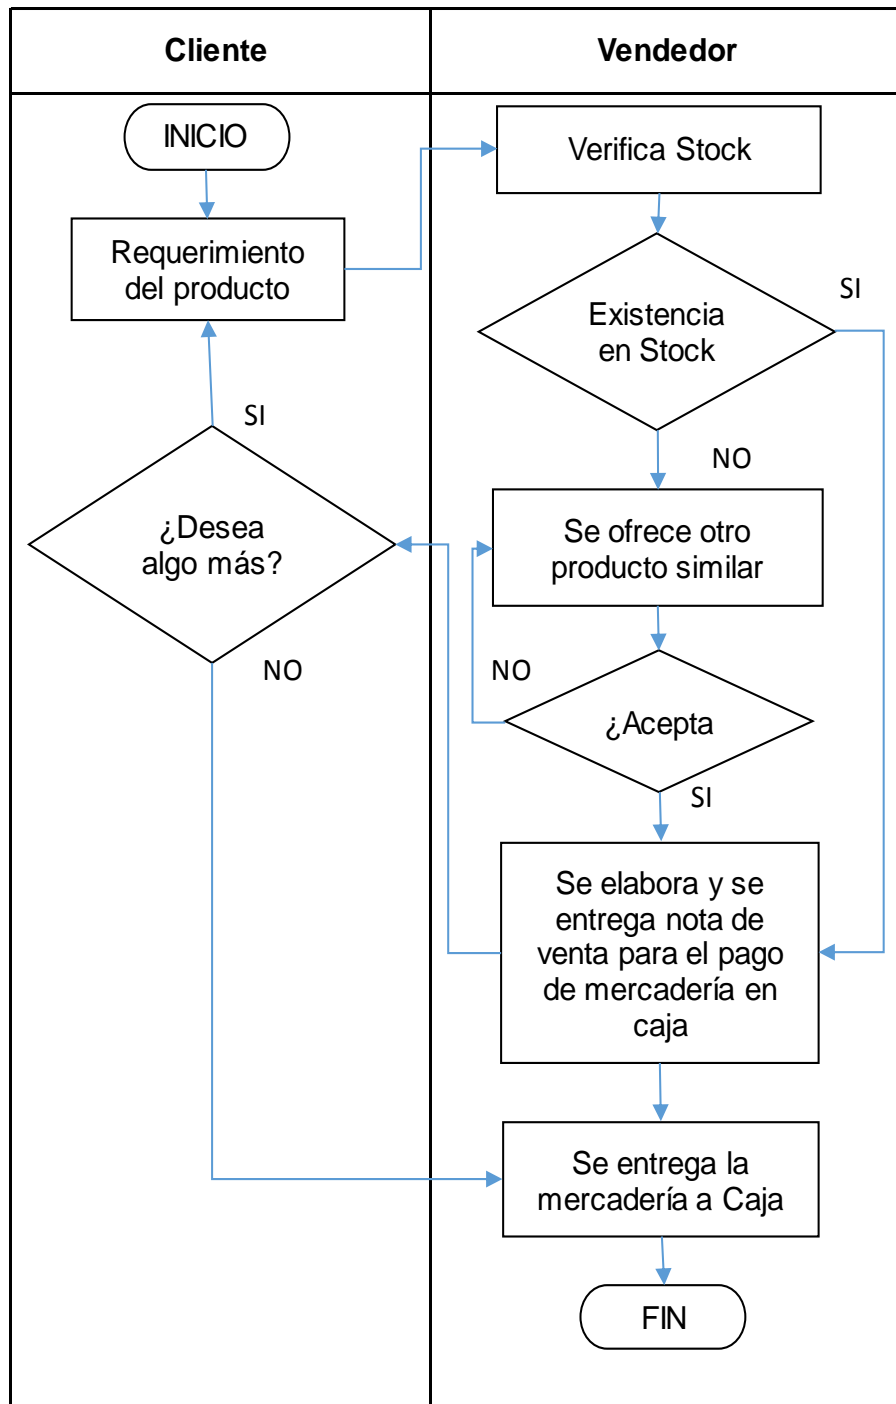 Cliente
Vendedor
INICIO
Verifica Stock
Requerimiento
del producto
SI
Existencia
en Stock
SI
NO
¿Desea
algo más?
Se ofrece otro
producto similar
NO
NO
¿Acepta
SI
Se elabora y se
entrega nota de
venta para el pago
de mercadería en
caja
Se entrega la
mercadería a Caja
FIN